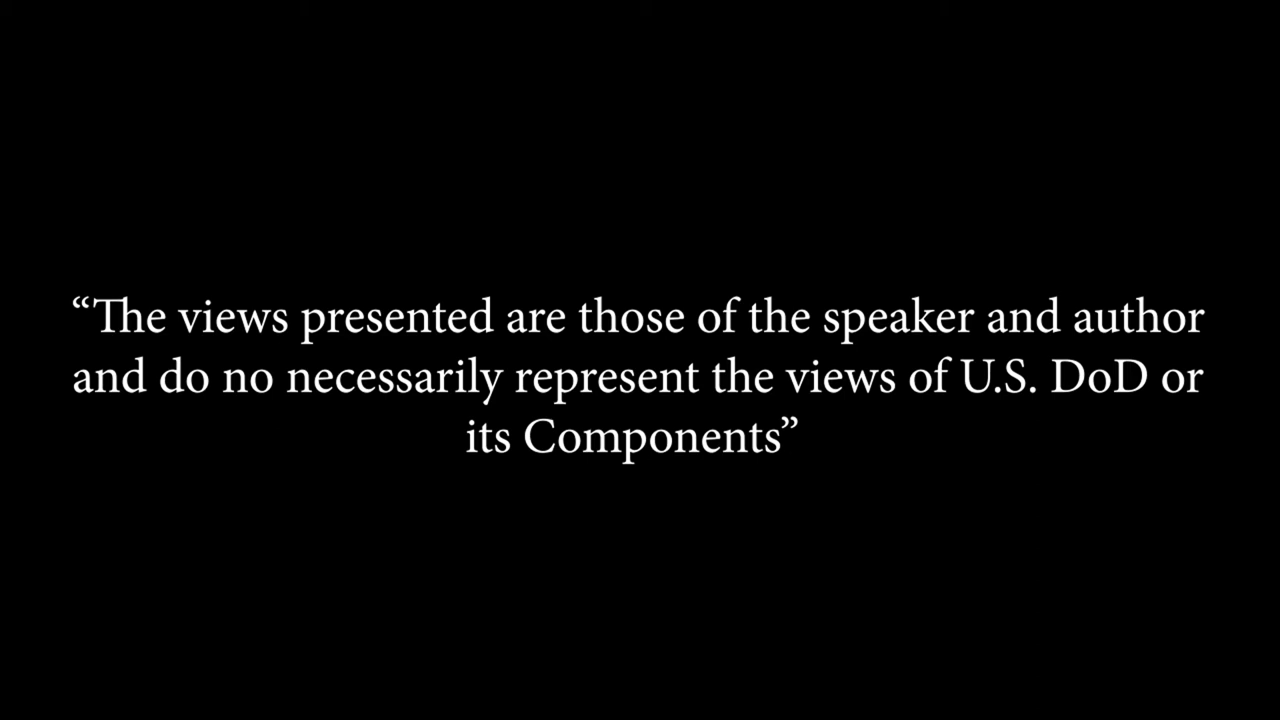 “The views presented are those of the speaker and author
and do no necessarily represent the views of U.S. DoD or
its Components”